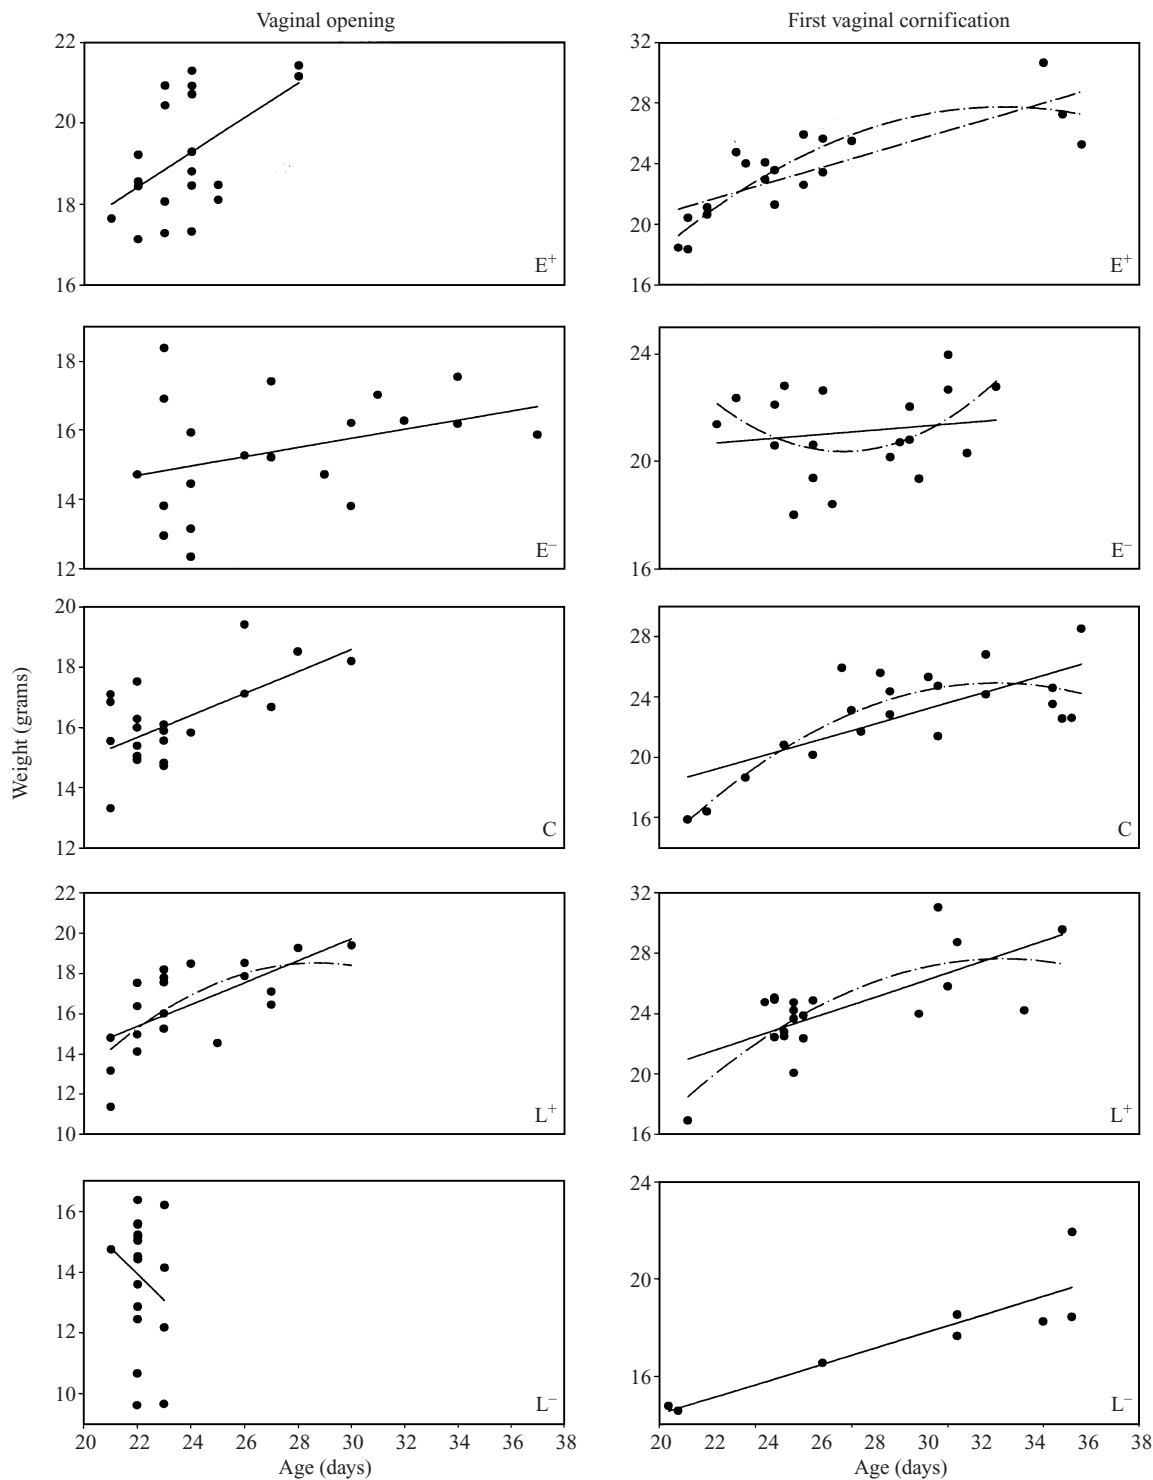 Vaginal opening
First vaginal cornification
22
20
18
16
E+
32
28
24
20
16
E+
18
16
14
12
E−
24
20
16
E−
Weight (grams)
20
18
16
14
12
C
28
24
20
16
C
22
20
18
16
14
12
10
L+
32
28
24
20
16
L+
16
14
12
10
L−
24
20
16
L−
20 22 24 26 28 30 32 34 36 38
20 22 24 26 28 30 32 34 36 38
Age (days)
Age (days)